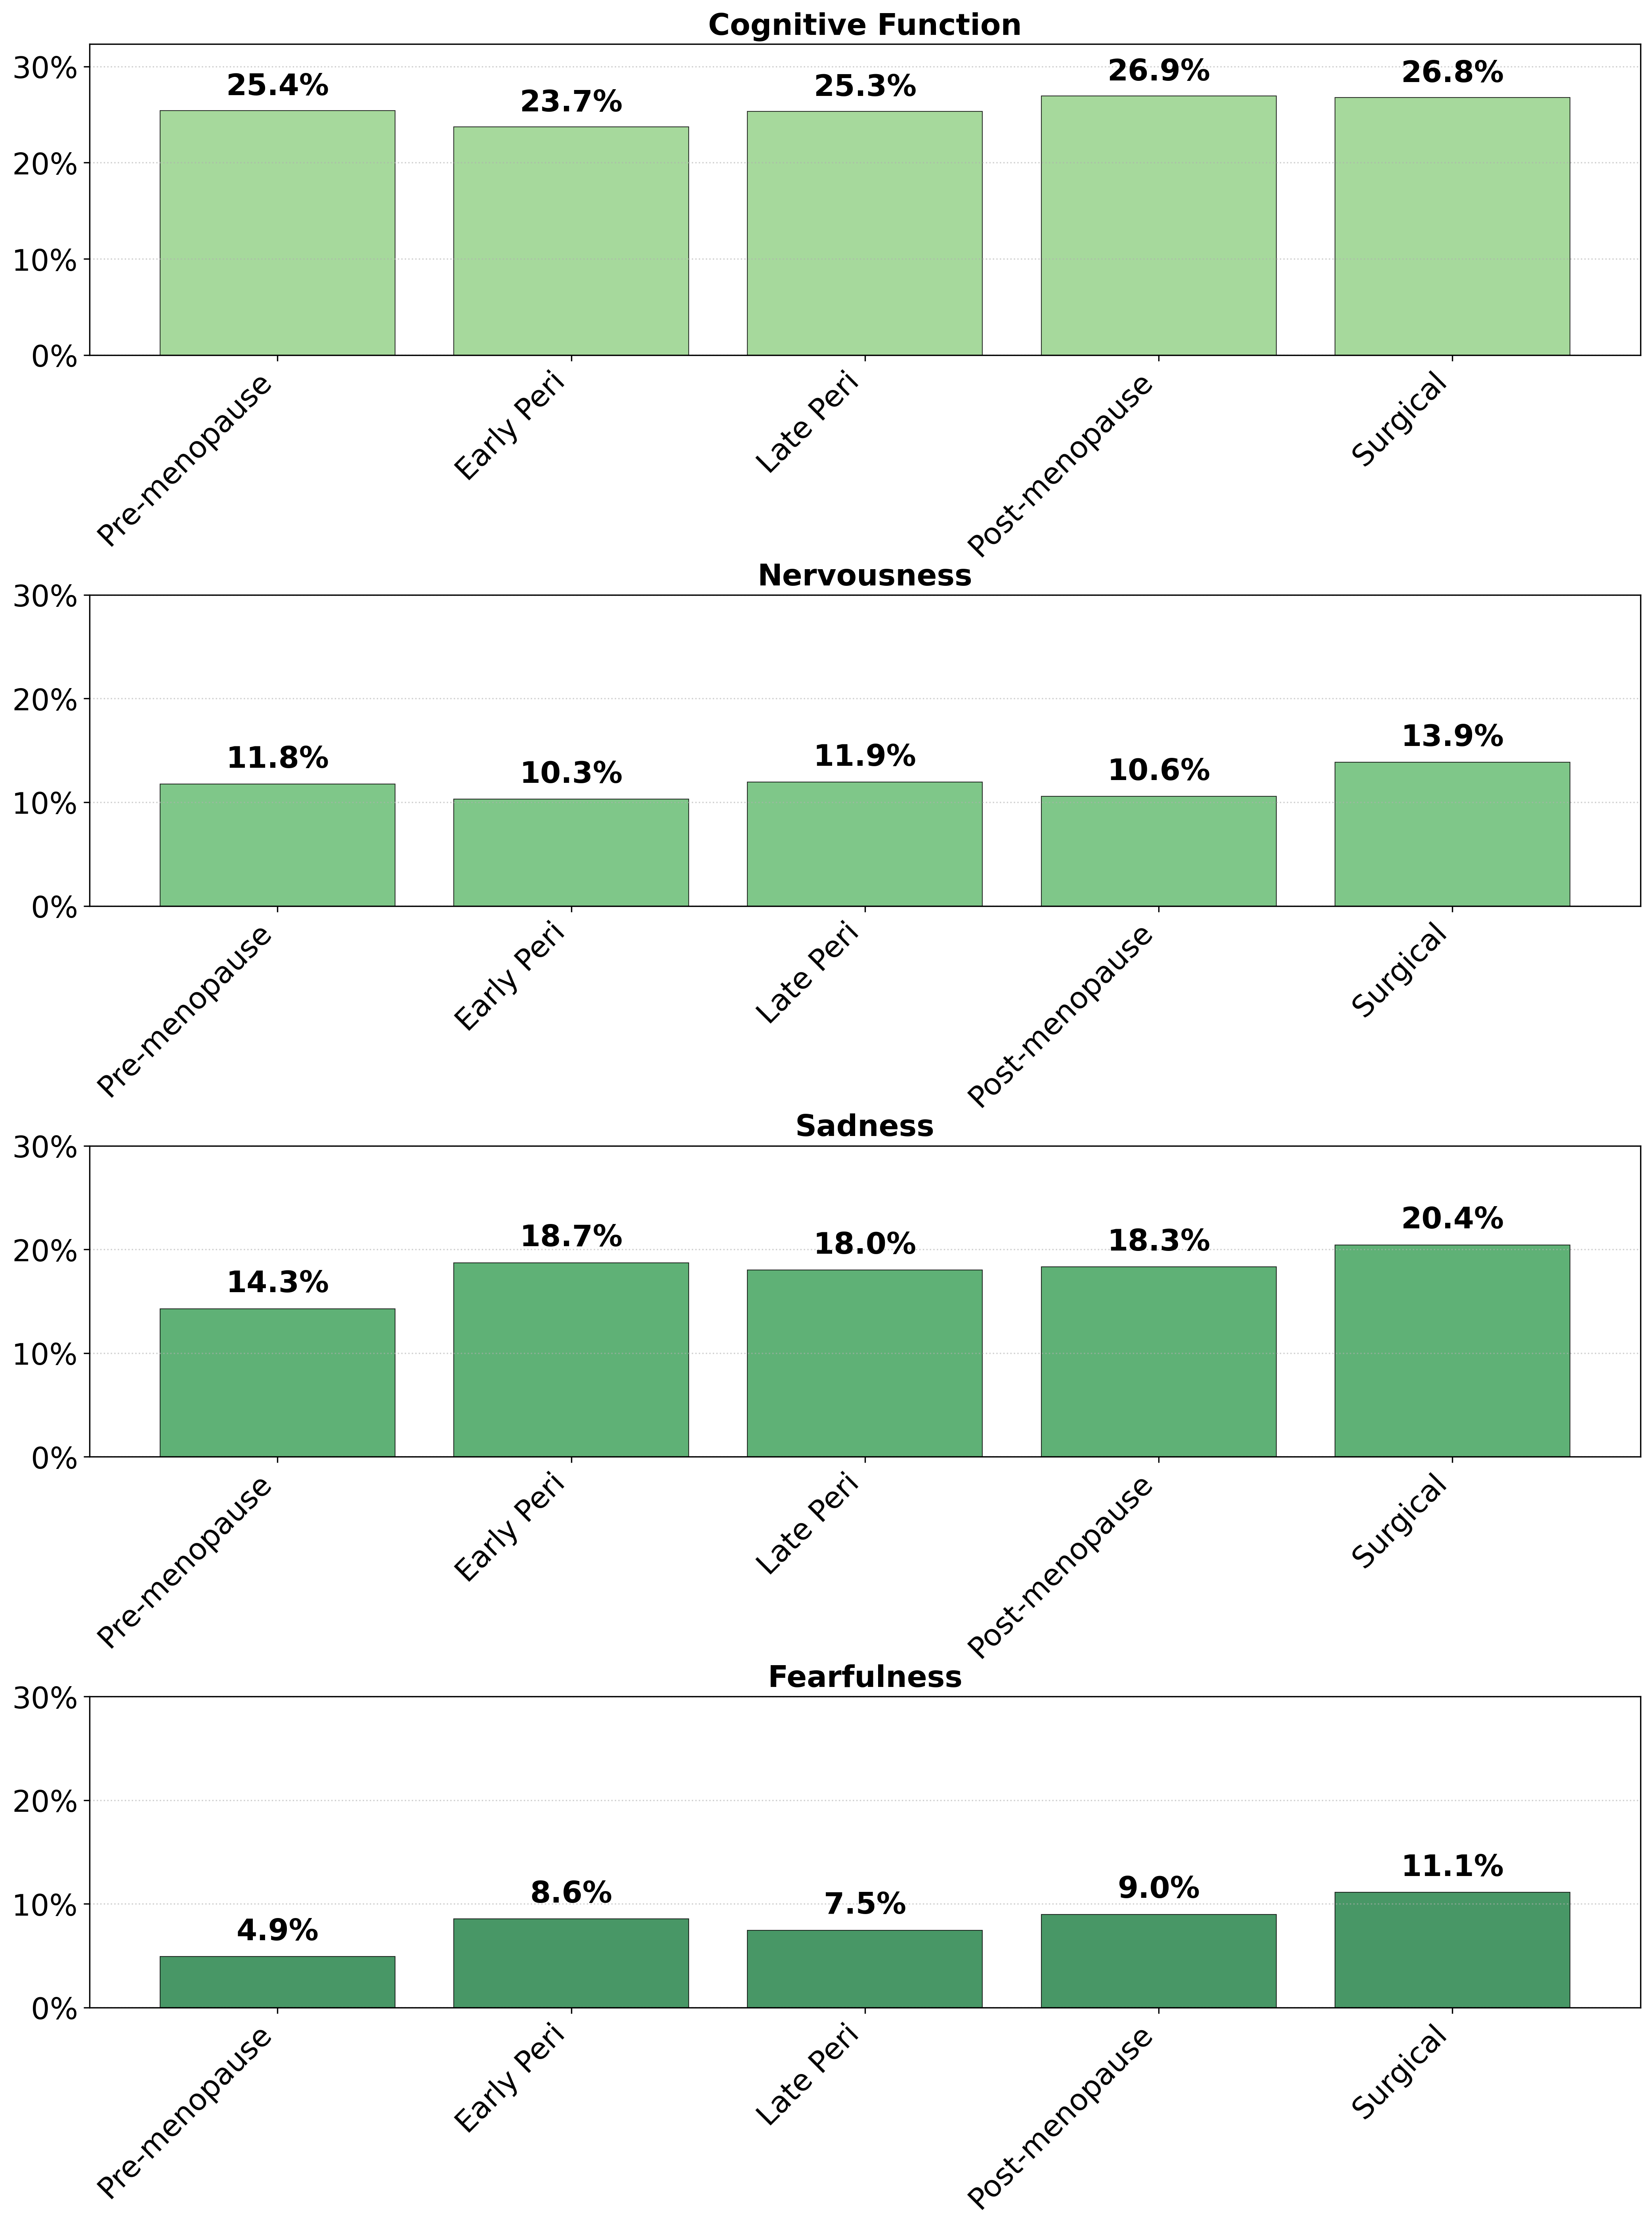 Cognitive Function
30%
20%
10%
0%
25.4%
23.7%
25.3%
26.9%
26.8%
Pre-menopause
Early Peri
Late Peri
Post-menopause
Surgical
Nervousness
30%
20%
10%
0%
11.8%
10.3%
11.9%
10.6%
13.9%
Pre-menopause
Early Peri
Late Peri
Post-menopause
Surgical
Sadness
30%
20%
10%
0%
14.3%
18.7%
18.0%
18.3%
20.4%
Pre-menopause
Early Peri
Late Peri
Post-menopause
Surgical
Fearfulness
30%
20%
10%
0%
4.9%
8.6%
7.5%
9.0%
11.1%
Pre-menopause
Early Peri
Late Peri
Post-menopause
Surgical